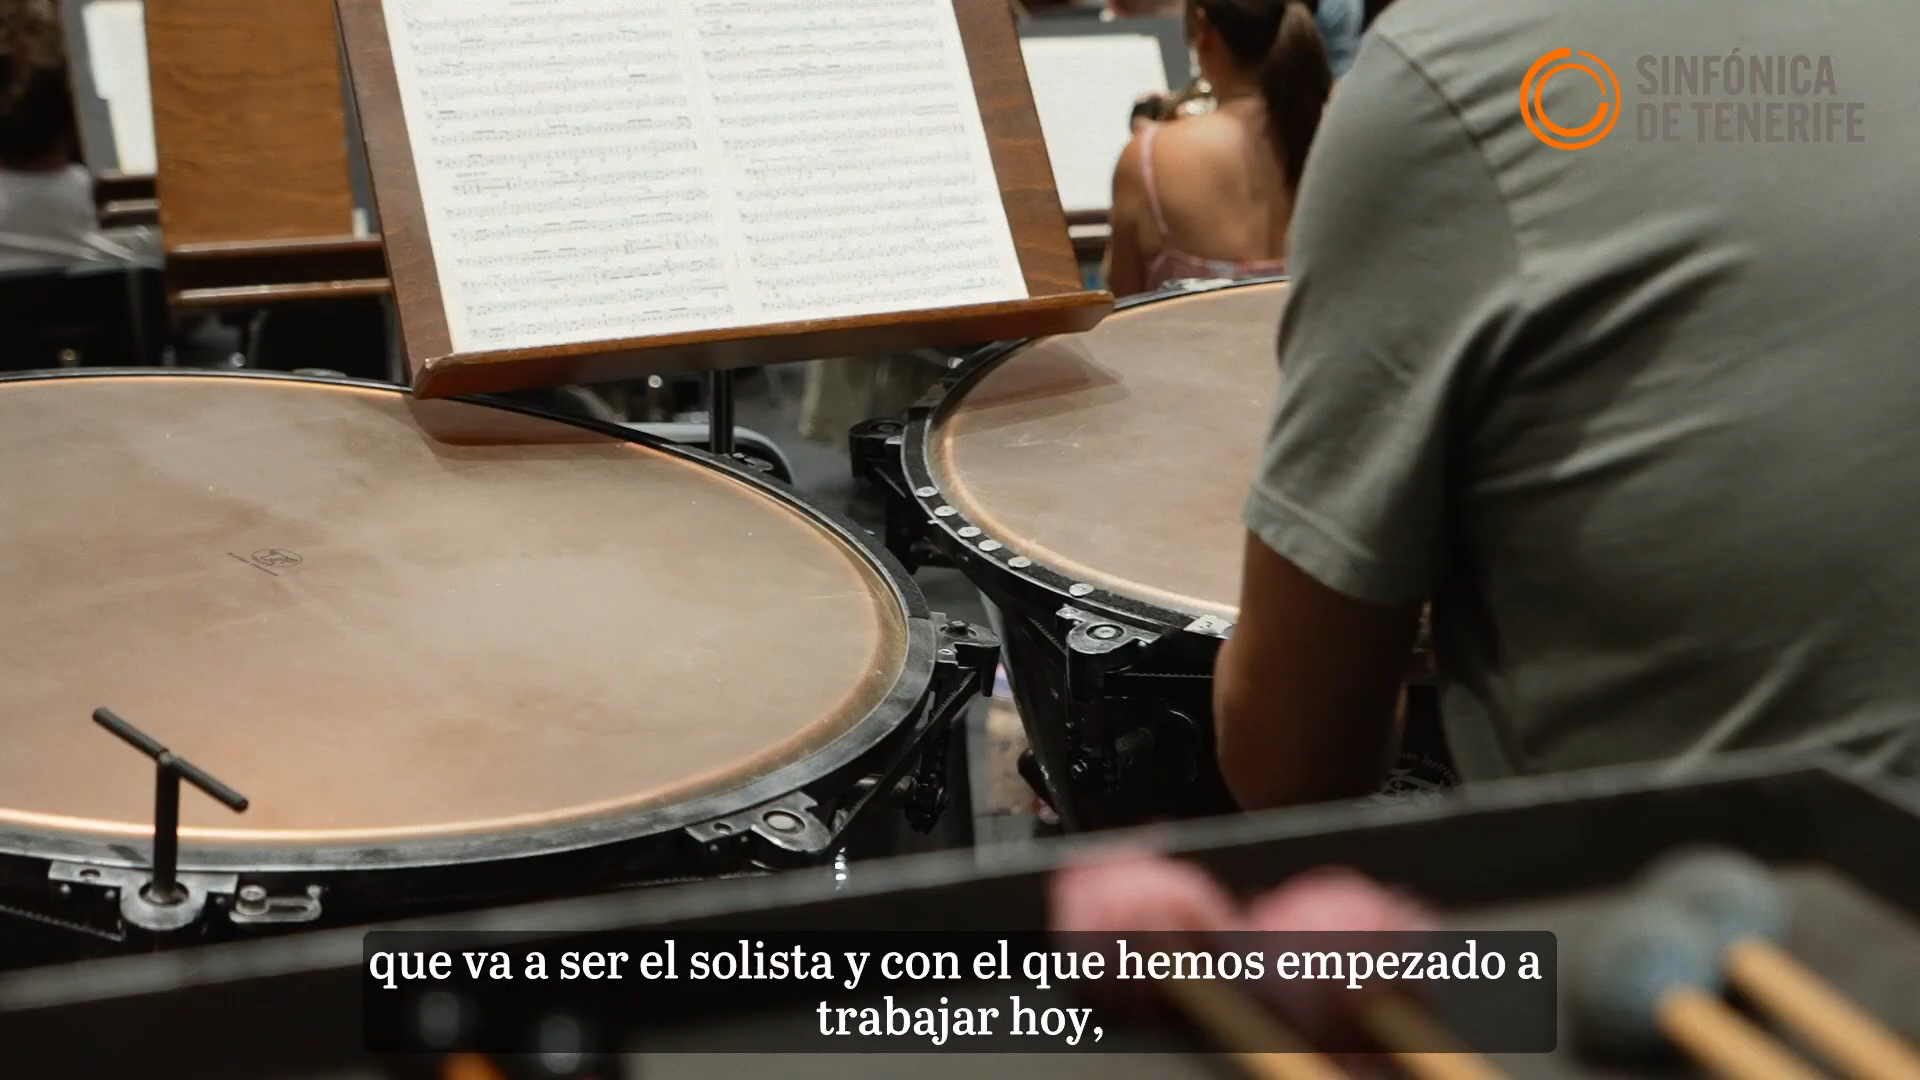 SINFÓNICA
DE TENERIFE
que va a ser el solista y con el que hemos empezado a
trabajar hoy,